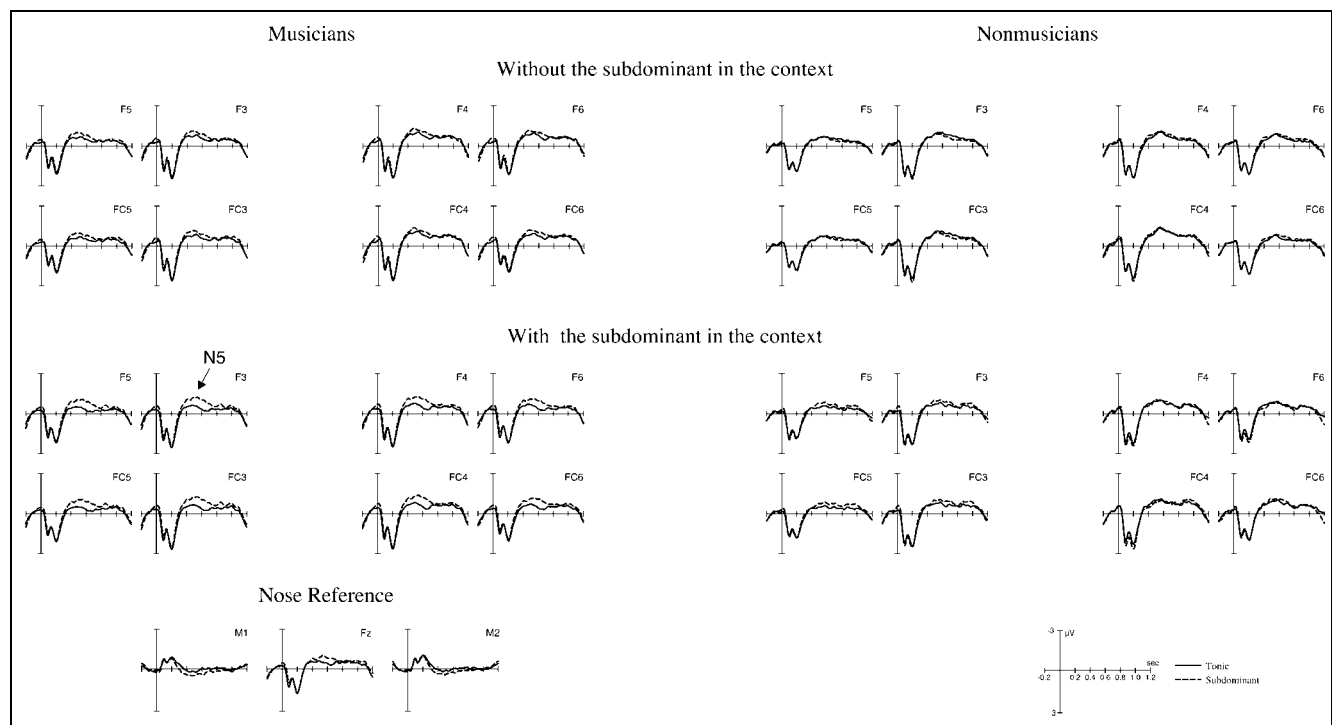 Musicians Nonmusicians
Without the subdominant in the context
F5 F3 F4 F6 F5 F3 F4 F6
FC5 FC3 FC4 FC6 FC5 FC3 FC4 FC6
With the subdominant in the context
N5
F5 F3 F4 F6 F5 F3 F4 F6
FC5 FC3 FC4 FC6 FC5 FC3 FC4 FC6
Nose Reference
M1 Fz M2
-3
µV
sec
-0.2 0.2 0.4 0.6 0.8 1.0 1.2
3
Tonic
Subdominant